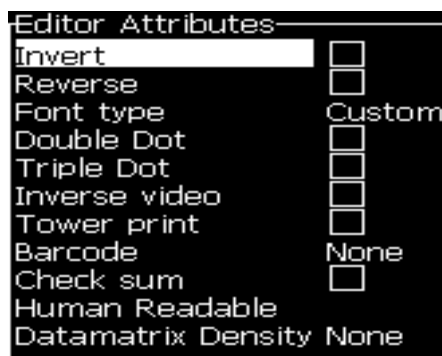 Editor Attributes
Invert
Reverse
Font type Custom
Double Dot
Triple Dot
Inverse video
Tower print
Barcode None
Check sum
Human Readable
Datamatrix Density None